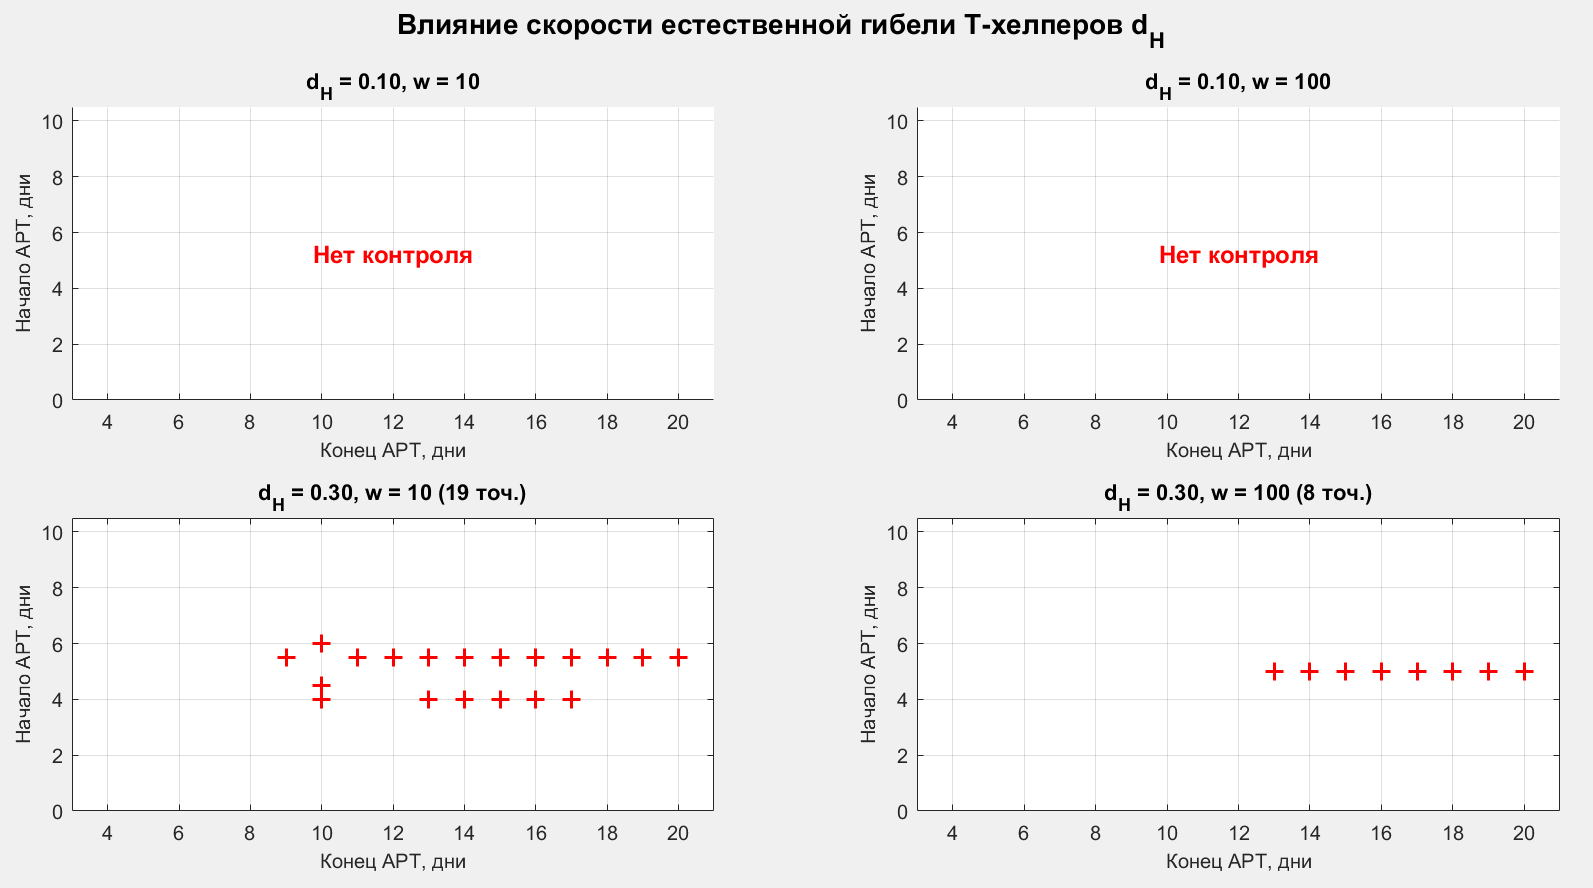 Влияние скорости естественной гибели Т-хелперов d_H
d_H = 0.10, w = 10
10
8
6
4
2
0
Начало АРТ, дни
Нет контроля
4 6 8 10 12 14 16 18 20
Конец АРТ, дни
d_H = 0.10, w = 100
10
8
6
4
2
0
Начало АРТ, дни
Нет контроля
4 6 8 10 12 14 16 18 20
Конец АРТ, дни
d_H = 0.30, w = 10 (19 точ.)
10
8
6
4
2
0
Начало АРТ, дни
4 6 8 10 12 14 16 18 20
Конец АРТ, дни
d_H = 0.30, w = 100 (8 точ.)
10
8
6
4
2
0
Начало АРТ, дни
4 6 8 10 12 14 16 18 20
Конец АРТ, дни